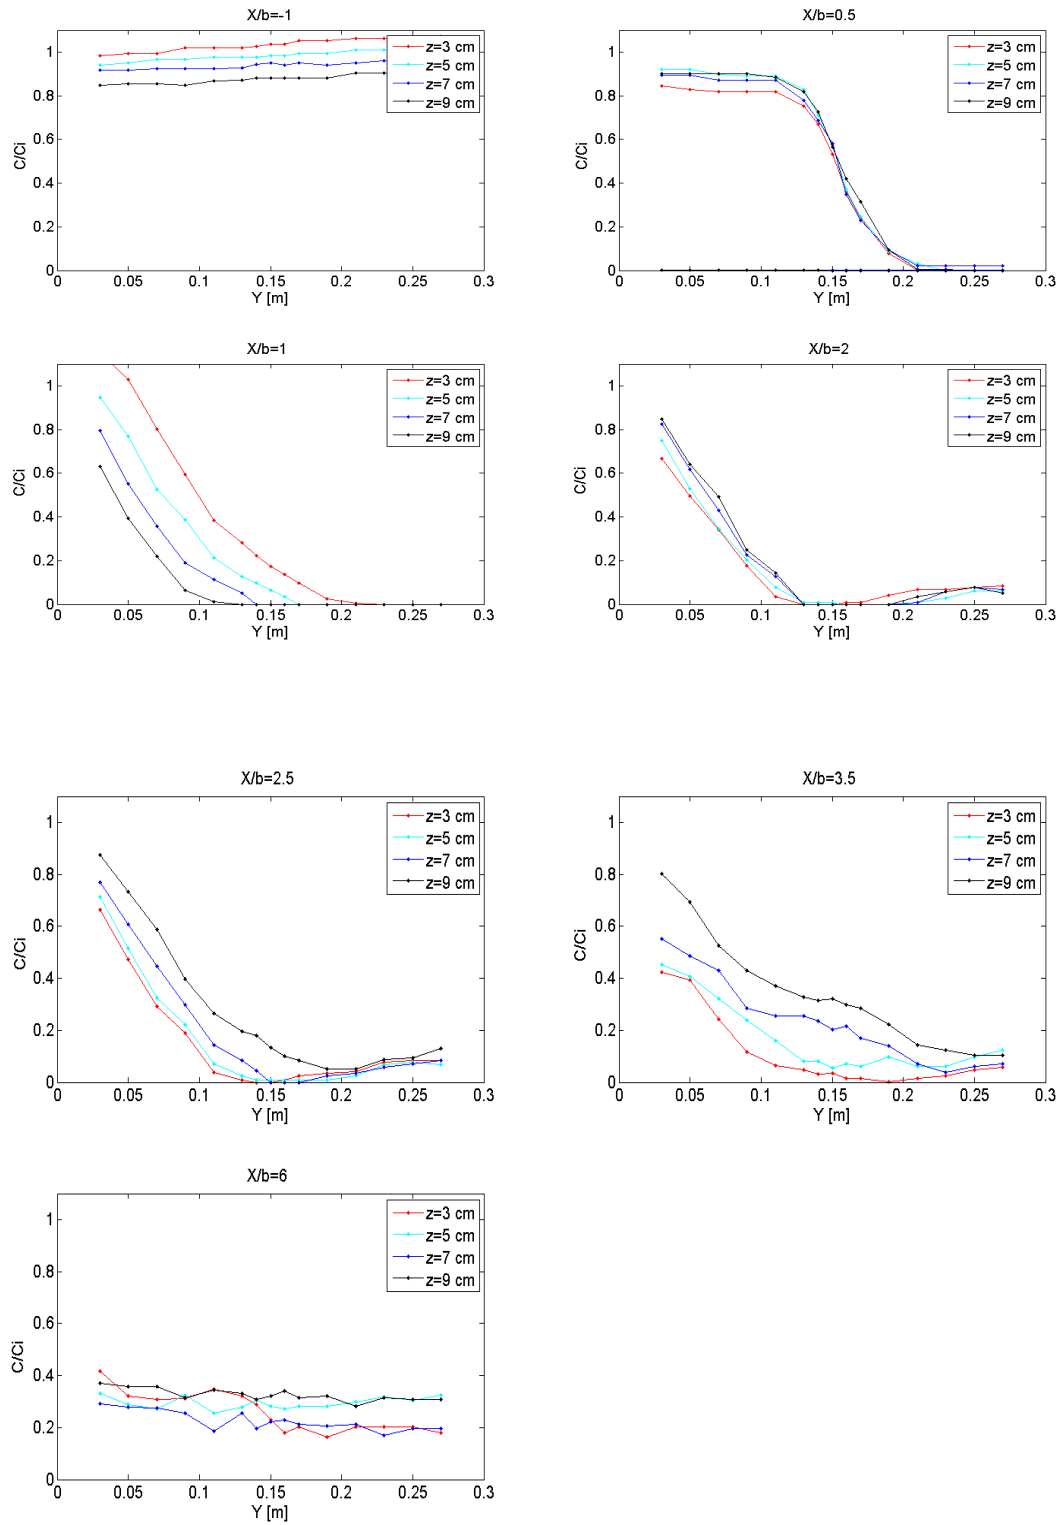 X/b=-1
1
0.8
0.6
0.4
0.2
0
C/Ci
z=3 cm
z=5 cm
z=7 cm
z=9 cm
0 0.05 0.1 0.15 0.2 0.25 0.3
Y [m]
X/b=0.5
1
0.8
0.6
0.4
0.2
0
C/Ci
z=3 cm
z=5 cm
z=7 cm
z=9 cm
0 0.05 0.1 0.15 0.2 0.25 0.3
Y [m]
X/b=1
1
0.8
0.6
0.4
0.2
0
C/Ci
z=3 cm
z=5 cm
z=7 cm
z=9 cm
0 0.05 0.1 0.15 0.2 0.25 0.3
Y [m]
X/b=2
1
0.8
0.6
0.4
0.2
0
C/Ci
z=3 cm
z=5 cm
z=7 cm
z=9 cm
0 0.05 0.1 0.15 0.2 0.25 0.3
Y [m]
X/b=2.5
1
0.8
0.6
0.4
0.2
0
C/Ci
z=3 cm
z=5 cm
z=7 cm
z=9 cm
0 0.05 0.1 0.15 0.2 0.25 0.3
Y [m]
X/b=3.5
1
0.8
0.6
0.4
0.2
0
C/Ci
z=3 cm
z=5 cm
z=7 cm
z=9 cm
0 0.05 0.1 0.15 0.2 0.25 0.3
Y [m]
X/b=6
1
0.8
0.6
0.4
0.2
0
C/Ci
z=3 cm
z=5 cm
z=7 cm
z=9 cm
0 0.05 0.1 0.15 0.2 0.25 0.3
Y [m]